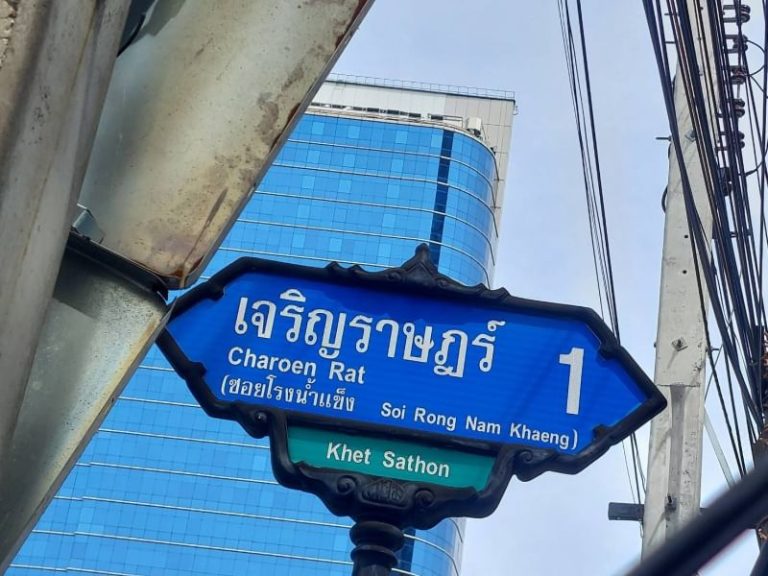 เจริญราษฎร์ 1
Charoen Rat
(ซอยโรงน้ำแข็ง Soi Rong Nam Khaeng)
Khet Sathon